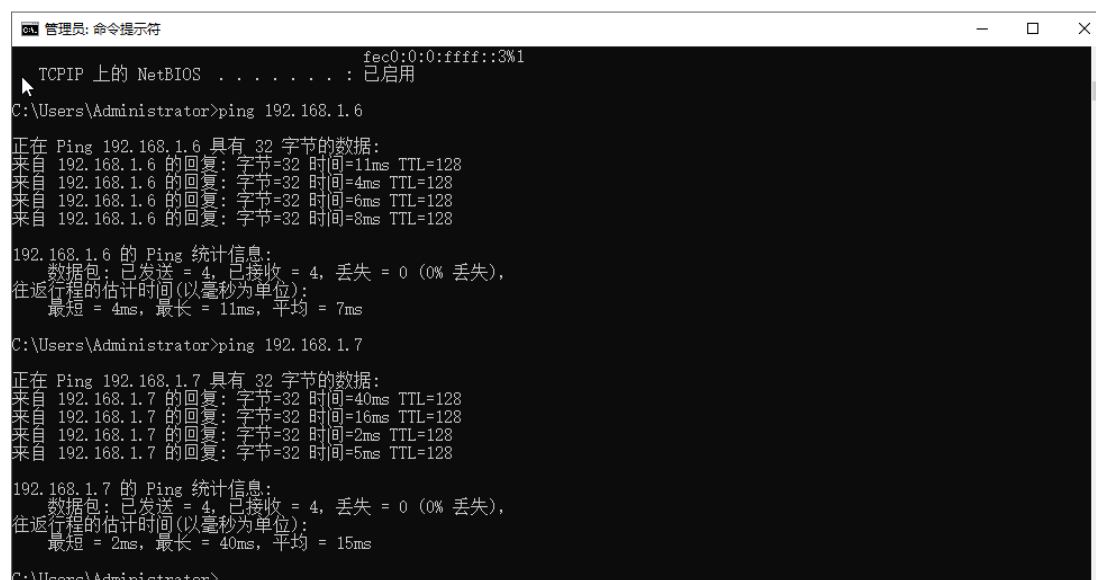 管理员: 命令提示符
fec0:0:0:ffff::3%1
TCPIP 上的 NetBIOS . . . . . . . : 已启用
C:\Users\Administrator>ping 192.168.1.6
正在 Ping 192.168.1.6 具有 32 字节的数据:
来自 192.168.1.6 的回复: 字节=32 时间=11ms TTL=128
来自 192.168.1.6 的回复: 字节=32 时间=4ms TTL=128
来自 192.168.1.6 的回复: 字节=32 时间=6ms TTL=128
来自 192.168.1.6 的回复: 字节=32 时间=8ms TTL=128
192.168.1.6 的 Ping 统计信息:
数据包: 已发送 = 4, 已接收 = 4, 丢失 = 0 (0% 丢失),
往返行程的估计时间(以毫秒为单位):
最短 = 4ms, 最长 = 11ms, 平均 = 7ms
C:\Users\Administrator>ping 192.168.1.7
正在 Ping 192.168.1.7 具有 32 字节的数据:
来自 192.168.1.7 的回复: 字节=32 时间=40ms TTL=128
来自 192.168.1.7 的回复: 字节=32 时间=16ms TTL=128
来自 192.168.1.7 的回复: 字节=32 时间=2ms TTL=128
来自 192.168.1.7 的回复: 字节=32 时间=5ms TTL=128
192.168.1.7 的 Ping 统计信息:
数据包: 已发送 = 4, 已接收 = 4, 丢失 = 0 (0% 丢失),
往返行程的估计时间(以毫秒为单位):
最短 = 2ms, 最长 = 40ms, 平均 = 15ms
C:\Users\Administrator>